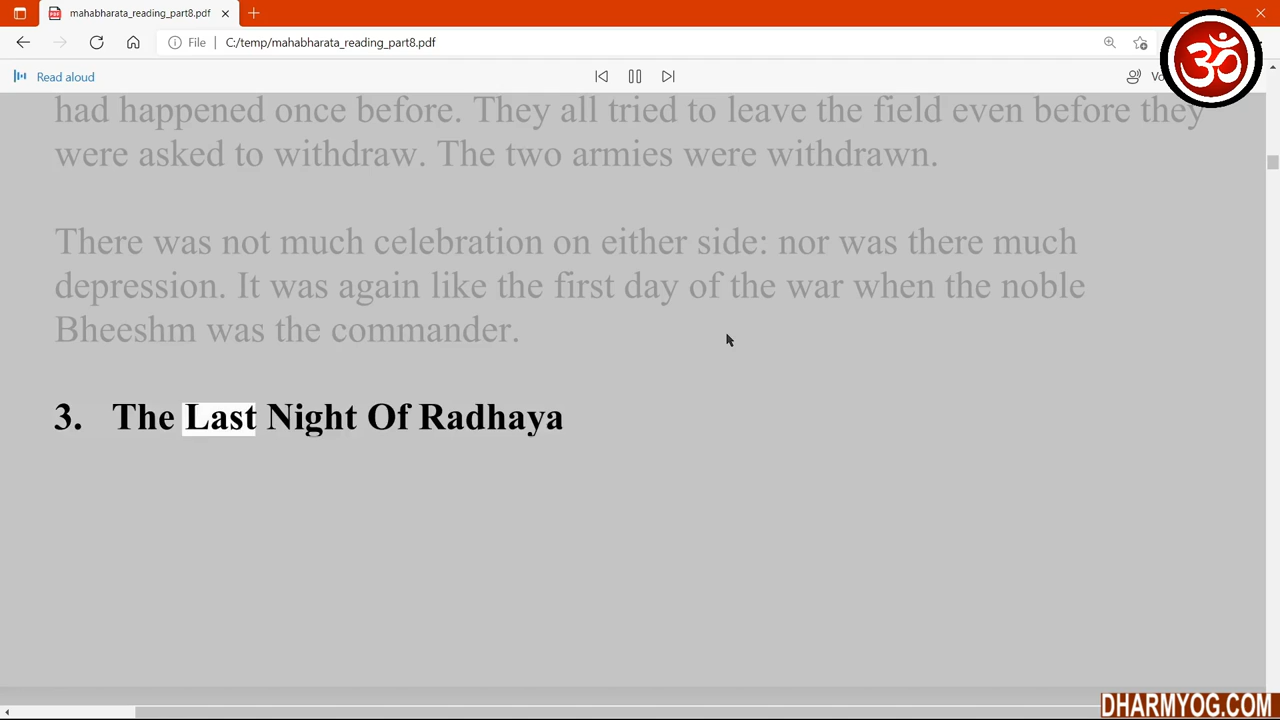 mahabharata_reading_part8.pdf
File C:/temp/mahabharata_reading_part8.pdf
Read aloud
had happened once before. They all tried to leave the field even before they
were asked to withdraw. The two armies were withdrawn.
There was not much celebration on either side: nor was there much
depression. It was again like the first day of the war when the noble
Bheeshm was the commander.
3. The Last Night Of Radhaya
ॐ
DHARMYOG.COM